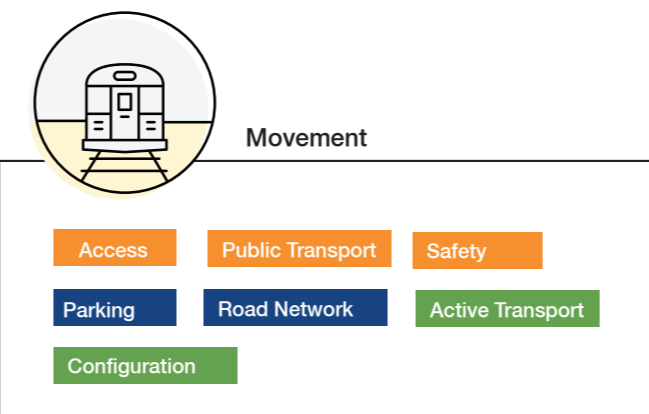 Movement
Access
Public Transport
Safety
Parking
Road Network
Active Transport
Configuration